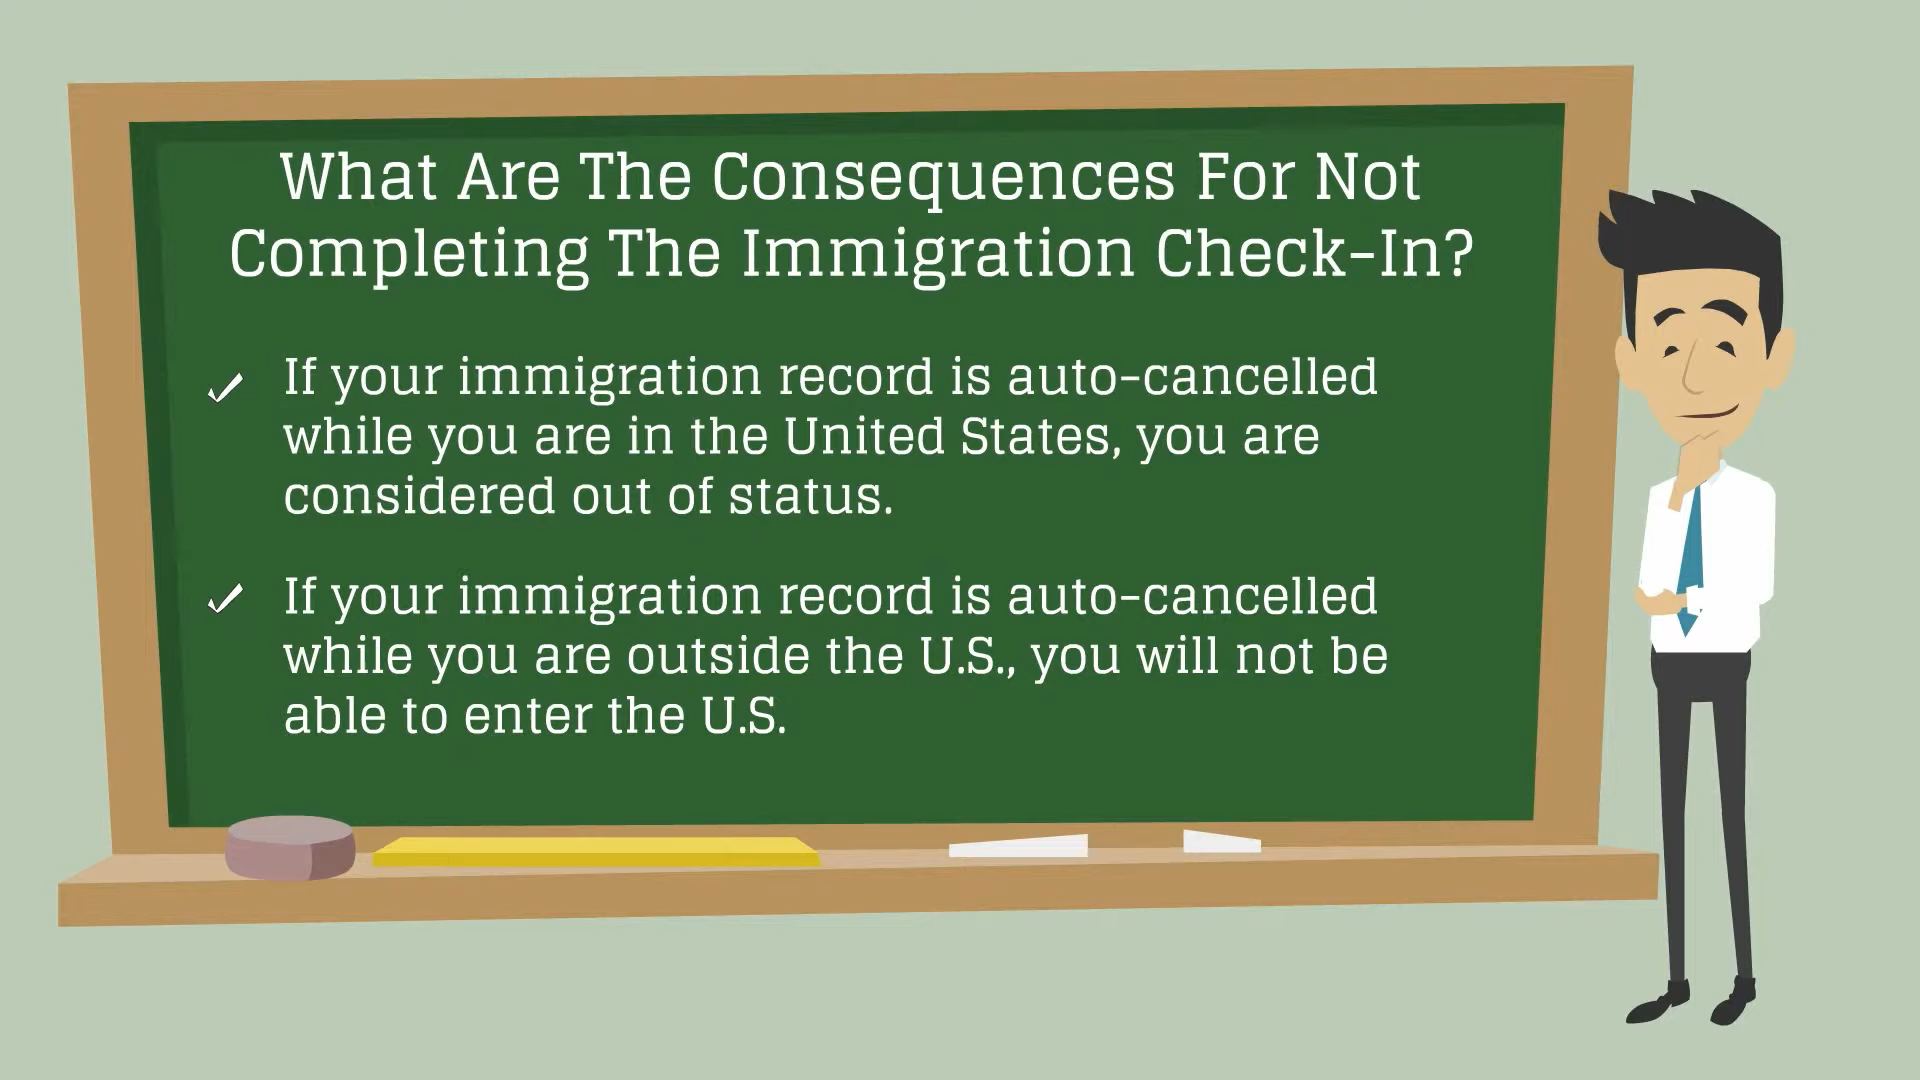 What Are The Consequences For Not
Completing The Immigration Check-In?
If your immigration record is auto-cancelled
while you are in the United States, you are
considered out of status.
If your immigration record is auto-cancelled
while you are outside the U.S., you will not be
able to enter the U.S.